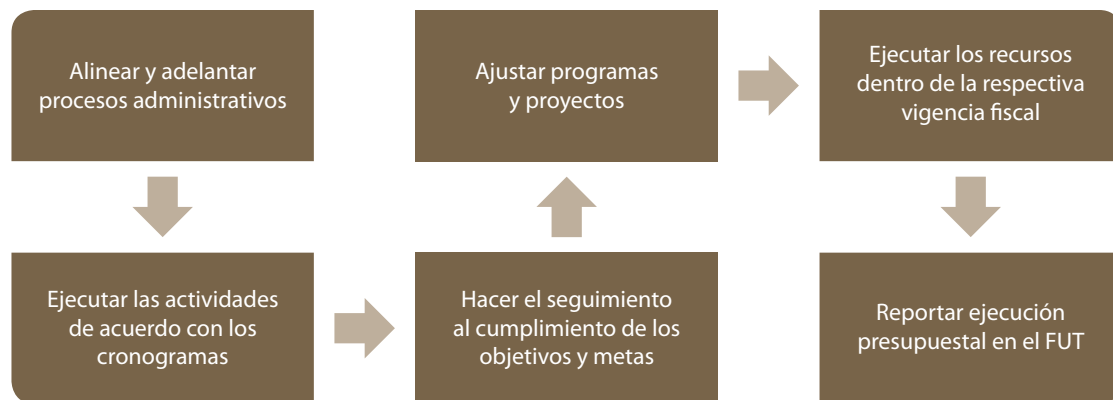 Alinear y adelantar
procesos administrativos
Ejecutar las actividades
de acuerdo con los
cronogramas
Hacer el seguimiento
al cumplimiento de los
objetivos y metas
Ajustar programas
y proyectos
Ejecutar los recursos
dentro de la respectiva
vigencia fiscal
Reportar ejecución
presupuestal en el FUT